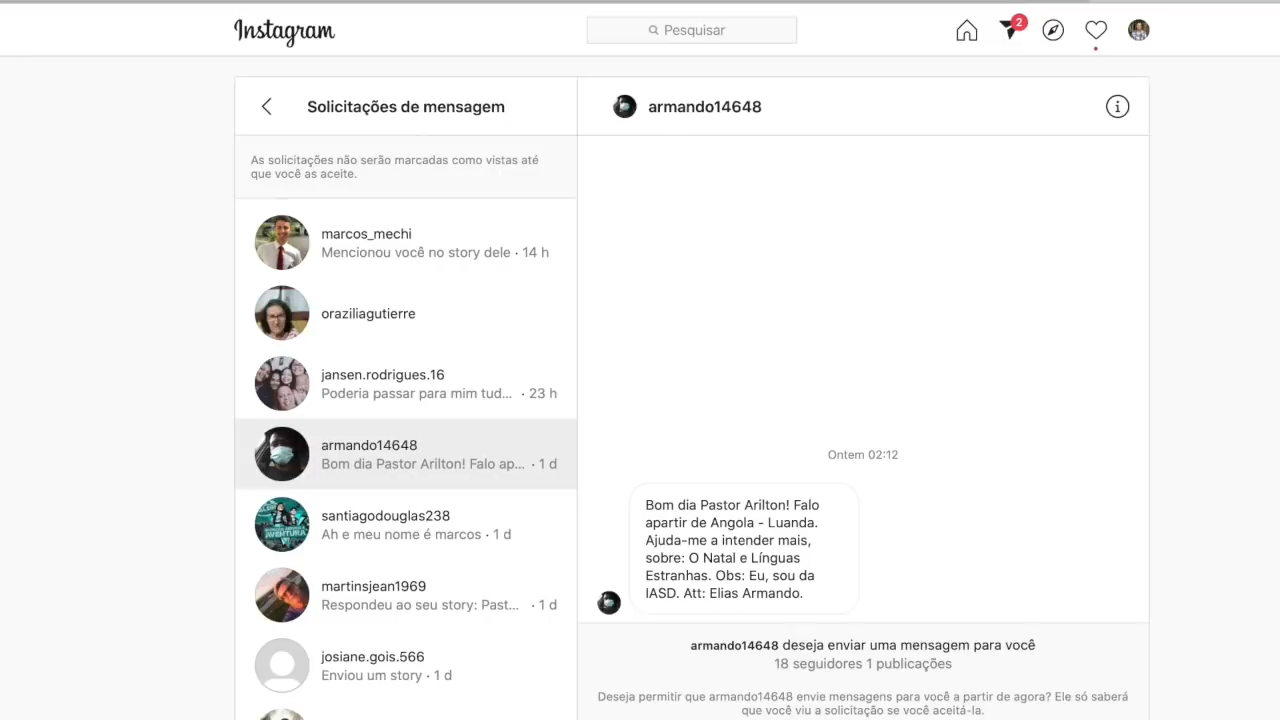 Instagram
Pesquisar
2
Solicitações de mensagem
As solicitações não serão marcadas como vistas até
que você as aceite.
marcos_mechi
Mencionou você no story dele · 14 h
oraziliagutierre
jansen.rodrigues.16
Poderia passar para mim tud... · 23 h
armando14648
Bom dia Pastor Arilton! Falo ap... · 1 d
santiagodouglas238
Ah e meu nome é marcos · 1 d
martinsjean1969
Respondeu ao seu story: Past... · 1 d
josiane.gois.566
Enviou um story · 1 d
armando14648
Ontem 02:12
Bom dia Pastor Arilton! Falo
apartir de Angola - Luanda.
Ajuda-me a intender mais,
sobre: O Natal e Línguas
Estranhas. Obs: Eu, sou da
IASD. Att: Elias Armando.
armando14648 deseja enviar uma mensagem para você
18 seguidores 1 publicações
Deseja permitir que armando14648 envie mensagens para você a partir de agora? Ele só saberá
que você viu a solicitação se você aceitá-la.